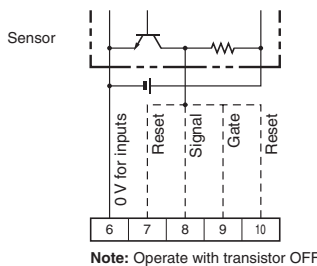 Sensor
0 V for inputs
Reset
Signal
Gate
Reset
6 7 8 9 10
Note: Operate with transistor OFF